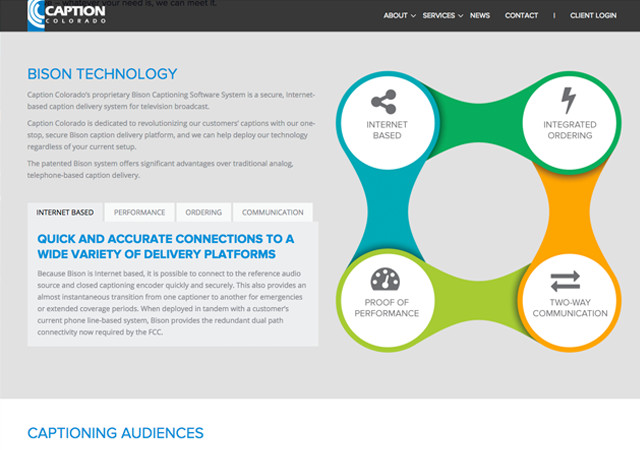 e – whatever your need is, we can meet it.
CAPTION
COLORADO
ABOUT SERVICES NEWS CONTACT | CLIENT LOGIN
BISON TECHNOLOGY
Caption Colorado's proprietary Bison Captioning Software System is a secure, Internet-
based caption delivery system for television broadcast.
Caption Colorado is dedicated to revolutionizing our customers' captions with our one-
stop, secure Bison caption delivery platform, and we can help deploy our technology
regardless of your current setup.
The patented Bison system offers significant advantages over traditional analog,
telephone-based caption delivery.
INTERNET BASED PERFORMANCE ORDERING COMMUNICATION
QUICK AND ACCURATE CONNECTIONS TO A
WIDE VARIETY OF DELIVERY PLATFORMS
Because Bison is Internet based, it is possible to connect to the reference audio
source and closed captioning encoder quickly and securely. This also provides an
almost instantaneous transition from one captioner to another for emergencies
or extended coverage periods. When deployed in tandem with a customer's
current phone line-based system, Bison provides the redundant dual path
connectivity now required by the FCC.
INTERNET
BASED
INTEGRATED
ORDERING
PROOF OF
PERFORMANCE
TWO-WAY
COMMUNICATION
CAPTIONING AUDIENCES